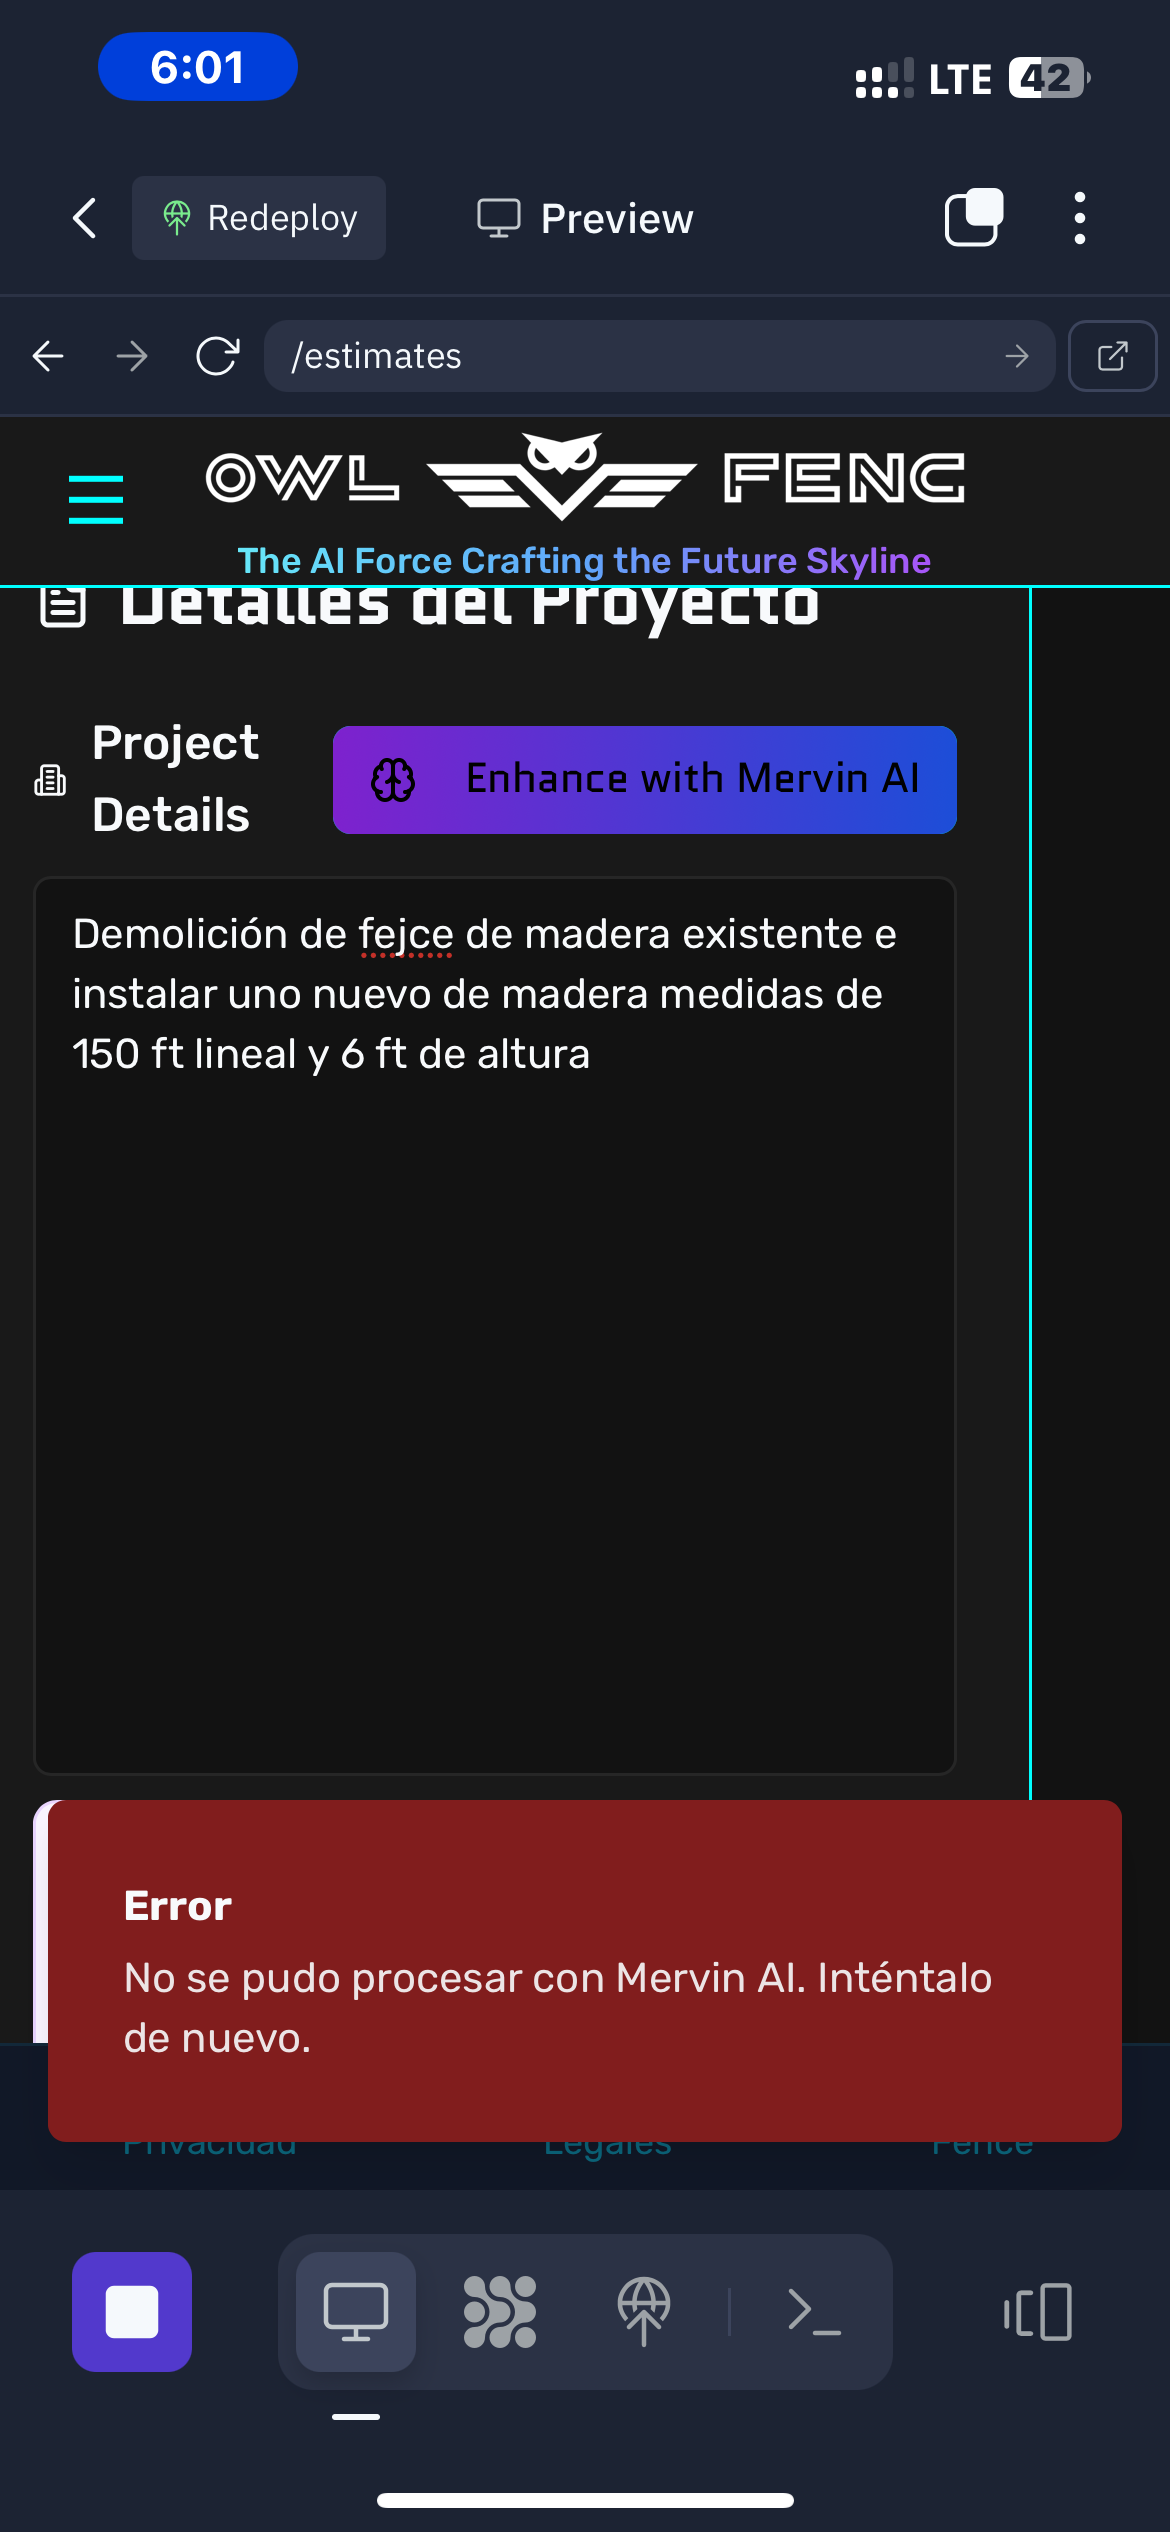 6:01
LTE
42
Redeploy
Preview
/estimates
OWL FENC
The AI Force Crafting the Future Skyline
Detalles del Proyecto
Project
Details
Enhance with Mervin AI
Demolición de fejce de madera existente e
instalar uno nuevo de madera medidas de
150 ft lineal y 6 ft de altura
Error
No se pudo procesar con Mervin AI. Inténtalo
de nuevo.
Privacidad
Legales
Fence